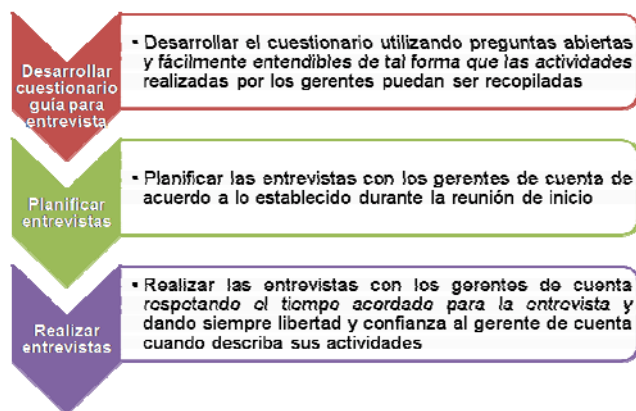 Desarrollar
cuestionario
guía para
entrevista
• Desarrollar el cuestionario utilizando preguntas abiertas
y fácilmente entendibles de tal forma que las actividades
realizadas por los gerentes puedan ser recopiladas
Planificar
entrevistas
• Planificar las entrevistas con los gerentes de cuenta de
acuerdo a lo establecido durante la reunión de inicio
Realizar
entrevistas
• Realizar las entrevistas con los gerentes de cuenta
respetando el tiempo acordado para la entrevista y
dando siempre libertad y confianza al gerente de cuenta
cuando describa sus actividades